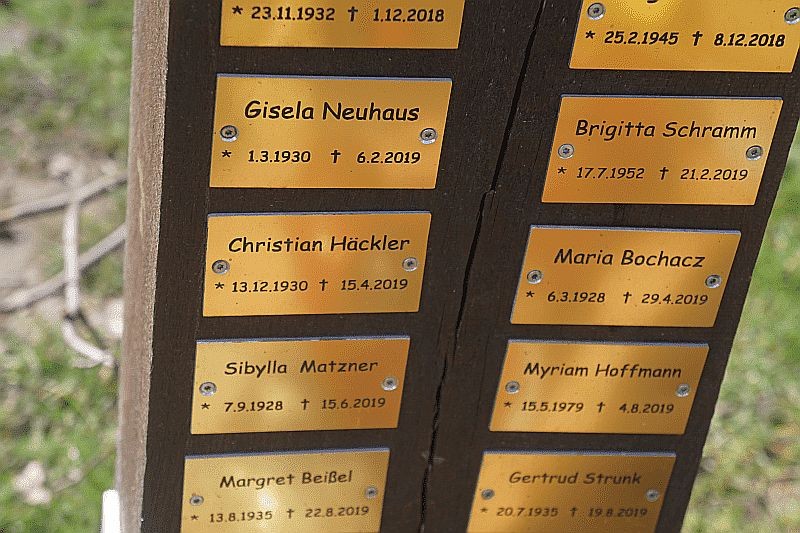 * 23.11.1932 † 1.12.2018
Gisela Neuhaus
* 1.3.1930 † 6.2.2019
Christian Häckler
* 13.12.1930 † 15.4.2019
Sibylla Matzner
* 7.9.1928 † 15.6.2019
Margret Beißel
* 13.8.1935 † 22.8.2019
* 25.2.1945 † 8.12.2018
Brigitta Schramm
* 17.7.1952 † 21.2.2019
Maria Bochacz
* 6.3.1928 † 29.4.2019
Myriam Hoffmann
* 15.5.1979 † 4.8.2019
Gertrud Strunk
* 20.7.1935 † 19.8.2019